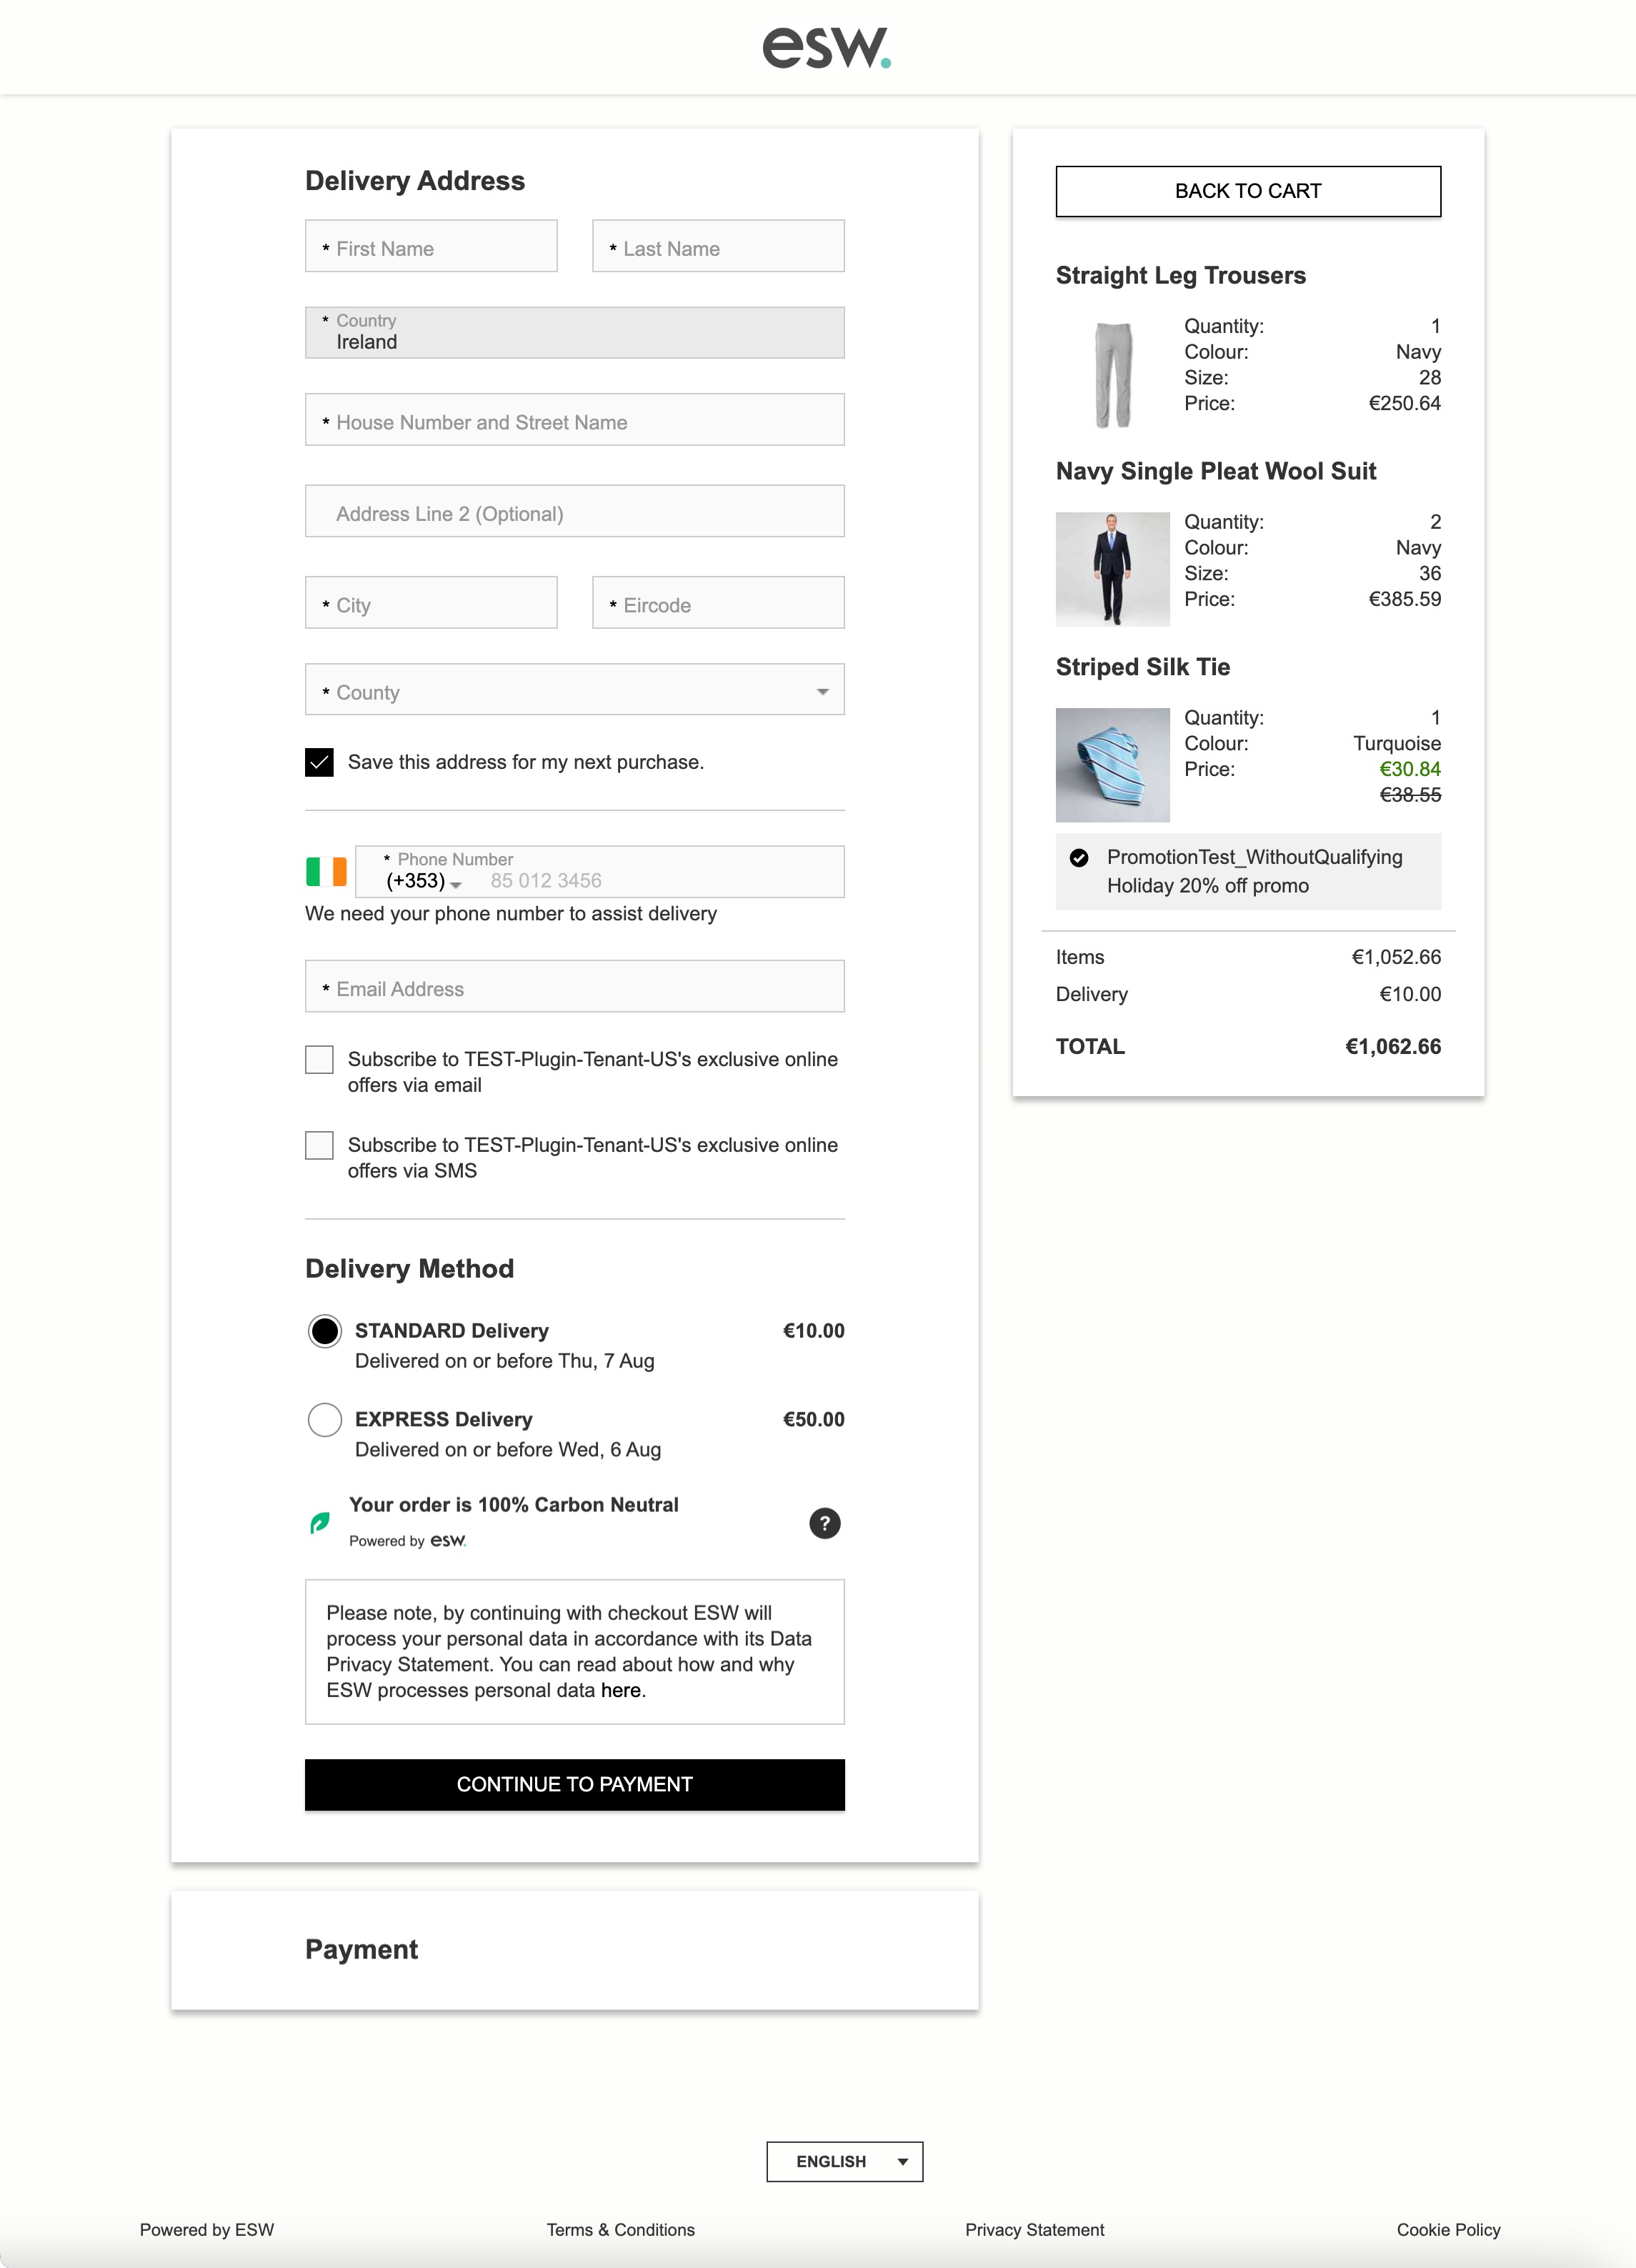 esw.
Delivery Address
* First Name
* Last Name
* Country
Ireland
* House Number and Street Name
Address Line 2 (Optional)
* City
* Eircode
* County
Save this address for my next purchase.
* Phone Number
(+353) 85 012 3456
We need your phone number to assist delivery
* Email Address
Subscribe to TEST-Plugin-Tenant-US's exclusive online
offers via email
Subscribe to TEST-Plugin-Tenant-US's exclusive online
offers via SMS
Delivery Method
STANDARD Delivery €10.00
Delivered on or before Thu, 7 Aug
EXPRESS Delivery €50.00
Delivered on or before Wed, 6 Aug
Your order is 100% Carbon Neutral
Powered by esw.
?
Please note, by continuing with checkout ESW will
process your personal data in accordance with its Data
Privacy Statement. You can read about how and why
ESW processes personal data here.
CONTINUE TO PAYMENT
Payment
BACK TO CART
Straight Leg Trousers
Quantity: 1
Colour: Navy
Size: 28
Price: €250.64
Navy Single Pleat Wool Suit
Quantity: 2
Colour: Navy
Size: 36
Price: €385.59
Striped Silk Tie
Quantity: 1
Colour: Turquoise
Price: €30.84
€38.55
PromotionTest_WithoutQualifying
Holiday 20% off promo
Items €1,052.66
Delivery €10.00
TOTAL €1,062.66
ENGLISH
Powered by ESW
Terms & Conditions
Privacy Statement
Cookie Policy